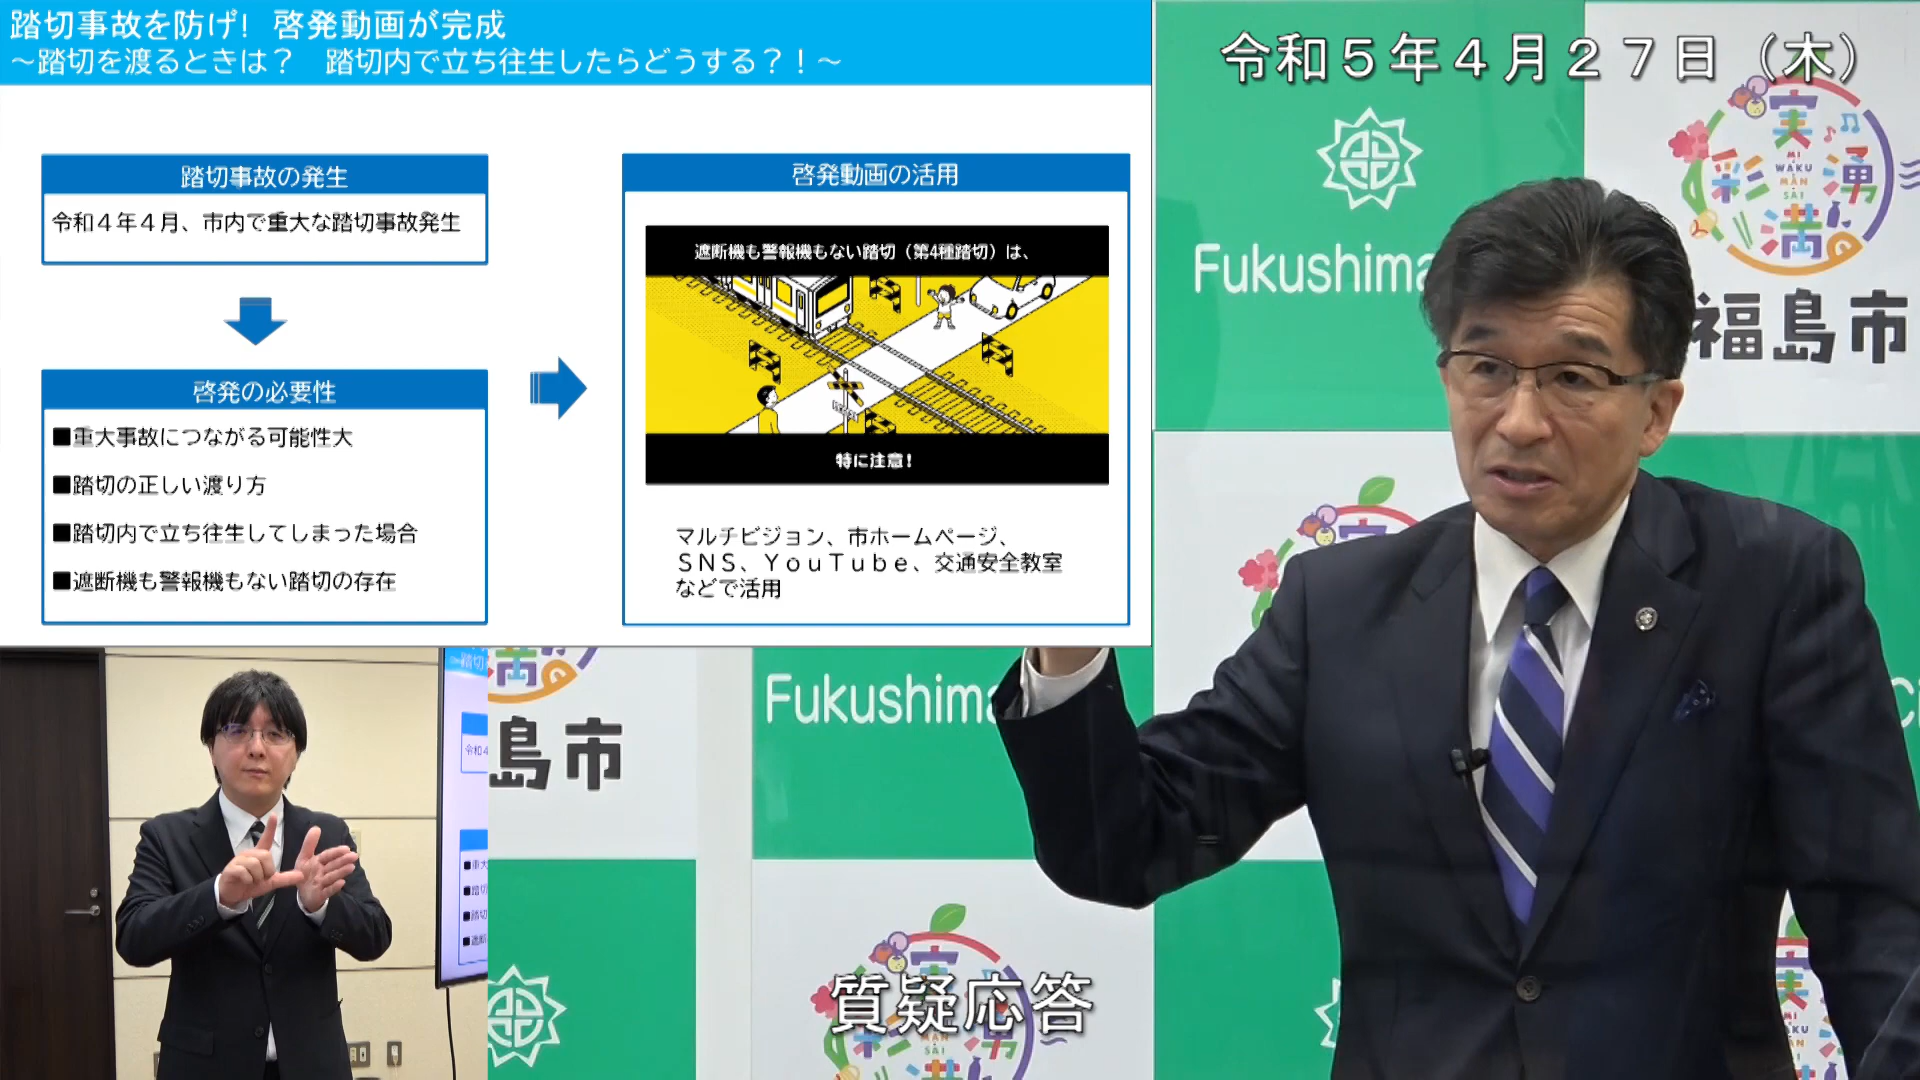 踏切事故を防げ! 啓発動画が完成
～踏切を渡るときは？　踏切内で立ち往生したらどうする？！～
踏切事故の発生
令和４年４月、市内で重大な踏切事故発生
啓発の必要性
■重大事故につながる可能性大
■踏切の正しい渡り方
■踏切内で立ち往生してしまった場合
■遮断機も警報機もない踏切の存在
啓発動画の活用
遮断機も警報機もない踏切（第4種踏切）は、
特に注意！
マルチビジョン、市ホームページ、
ＳＮＳ、ＹｏｕＴｕｂｅ、交通安全教室
などで活用
令和５年４月２７日（木）
Fukushima
実
湧
彩
満
MI
WAKU
MAN
SAI
福島市
Fukushima
島市
質疑応答